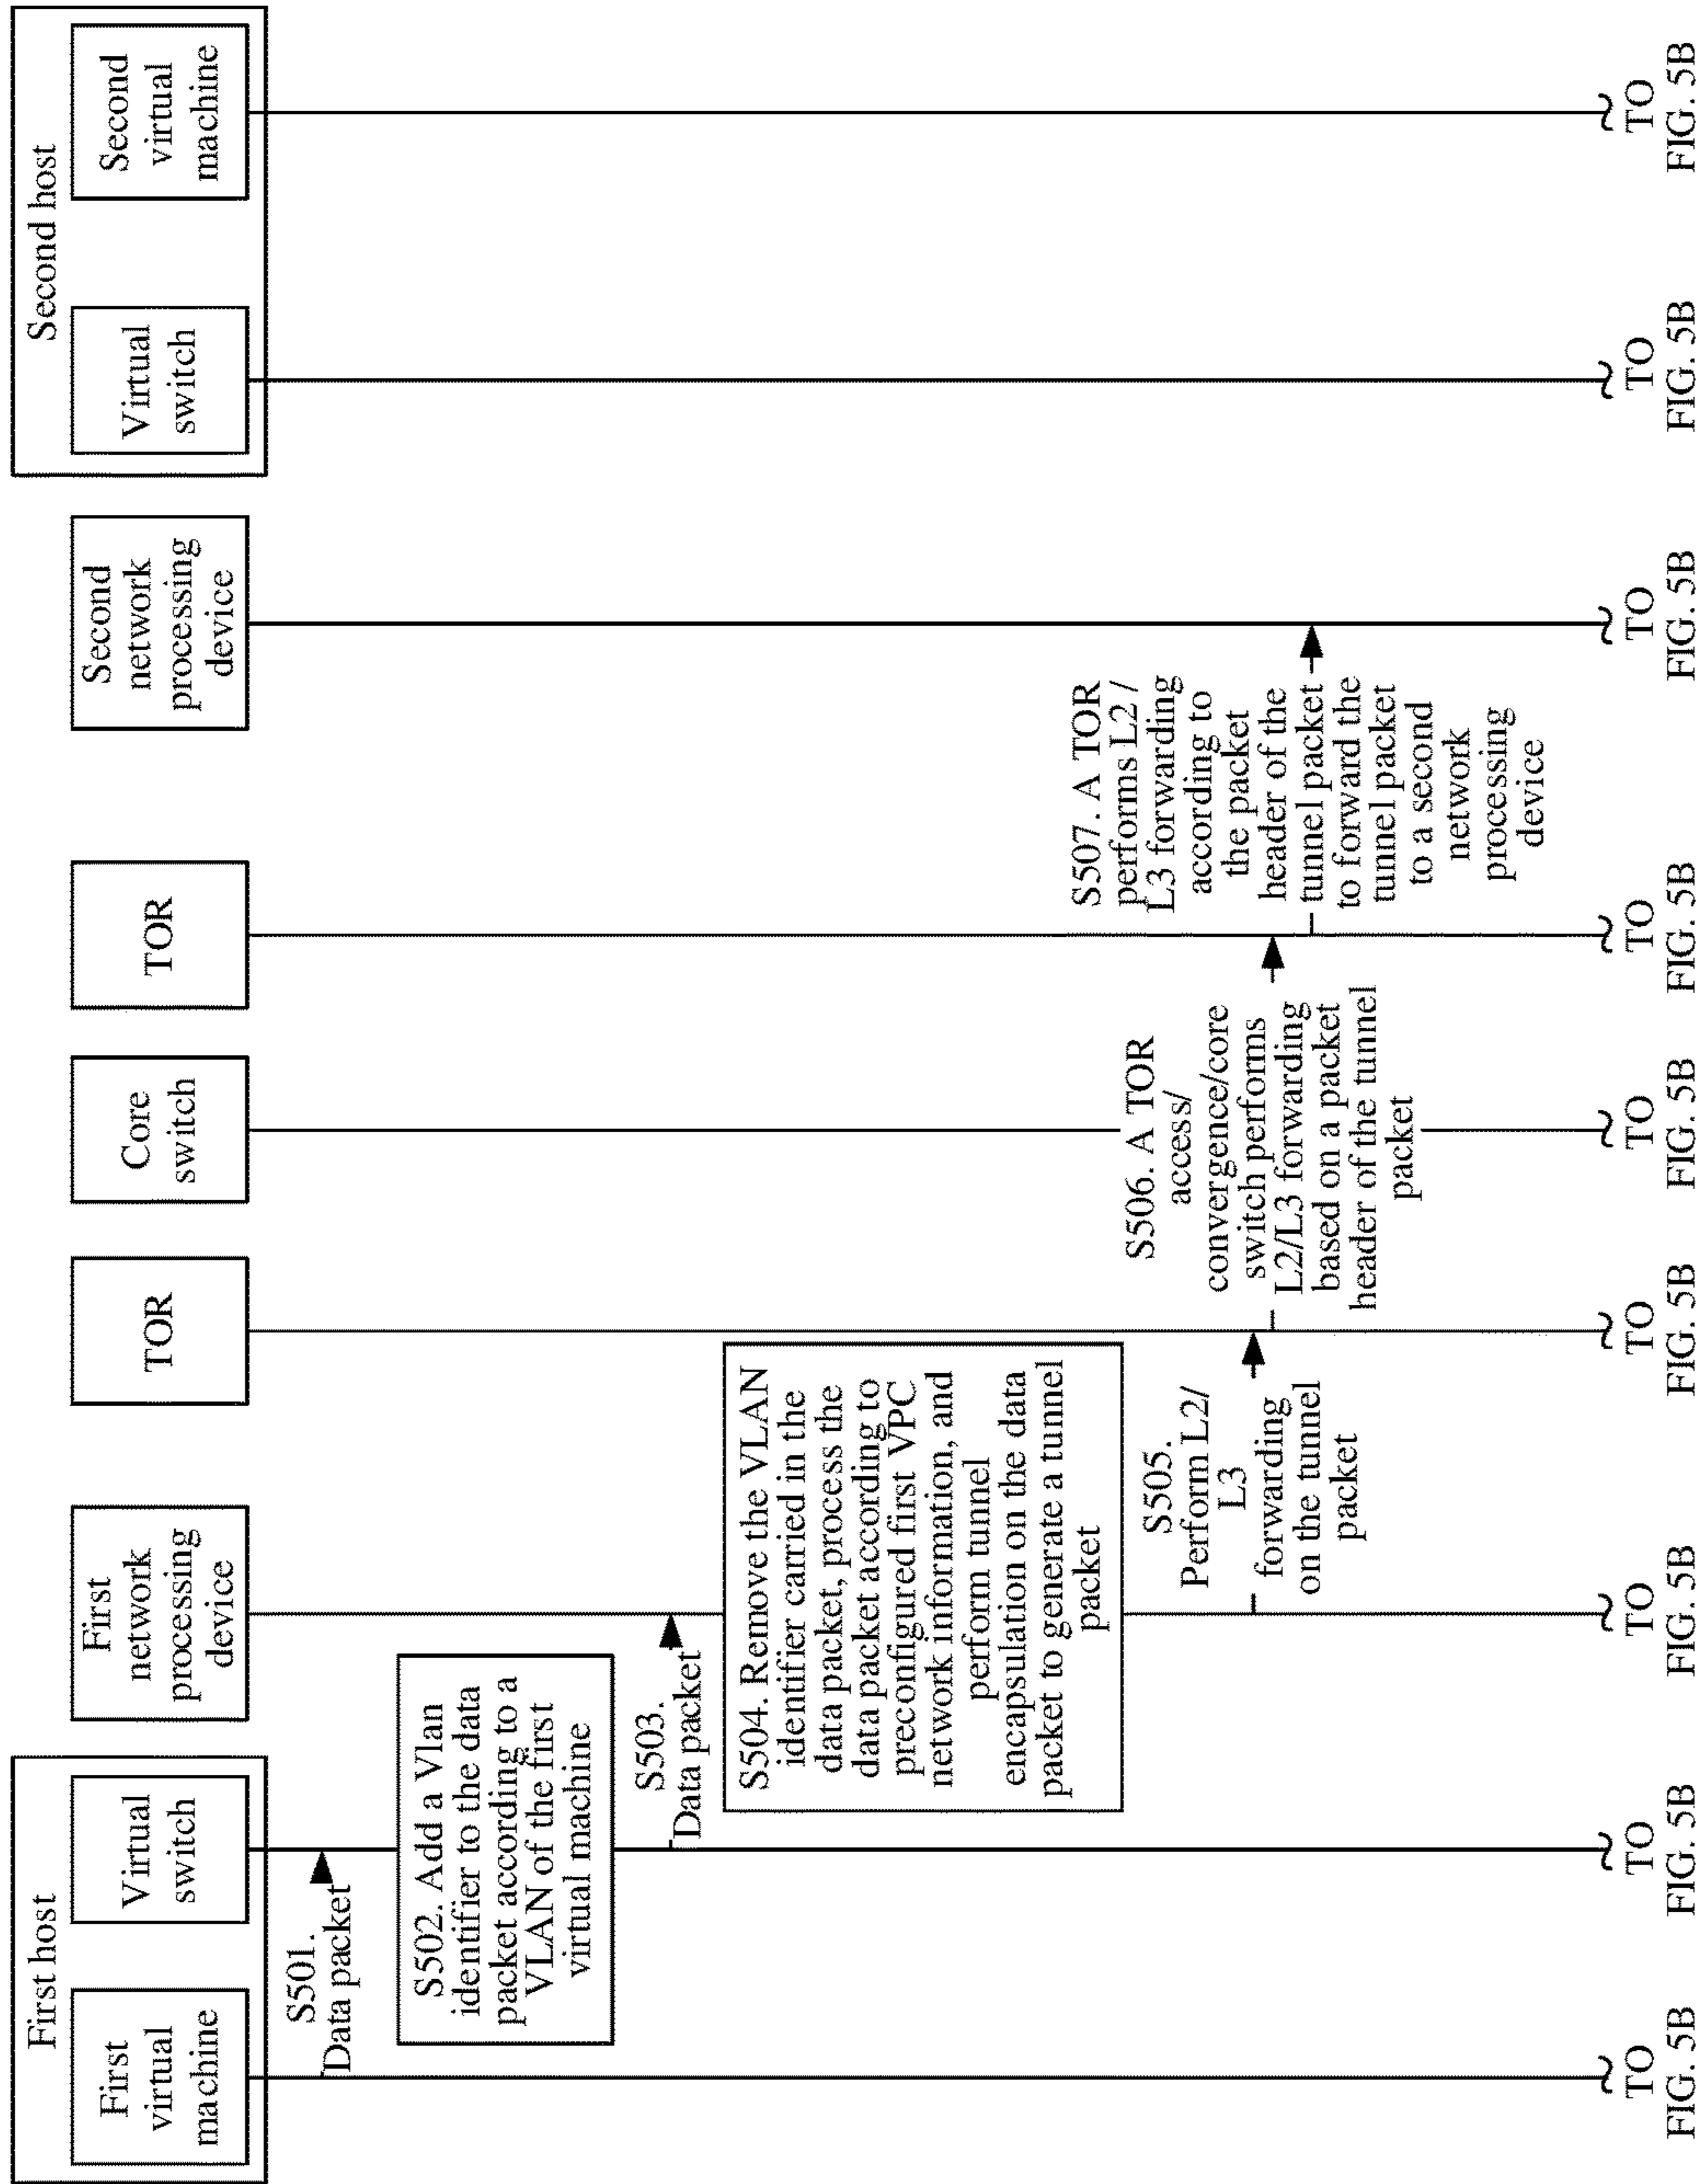 First host
First
virtual
machine
Virtual
switch
First
network
processing
device
TOR
Core
switch
TOR
Second
network
processing
device
Second host
Virtual
switch
Second
virtual
machine
S501.
Data packet
S502. Add a Vlan
identifier to the data
packet according to a
VLAN of the first
virtual machine
S503.
Data packet
S504. Remove the VLAN
identifier carried in the
data packet, process the
data packet according to
preconfigured first VPC
network information, and
perform tunnel
encapsulation on the data
packet to generate a tunnel
packet
S505.
Perform L2/
L3
forwarding
on the tunnel
packet
S506. A TOR
access/
convergence/core
switch performs
L2/L3 forwarding
based on a packet
header of the tunnel
packet
S507. A TOR
performs L2 /
L3 forwarding
according to
the packet
header of the
tunnel packet
to forward the
tunnel packet
to a second
network
processing
device
TO
FIG. 5B
TO
FIG. 5B
TO
FIG. 5B
TO
FIG. 5B
TO
FIG. 5B
TO
FIG. 5B
TO
FIG. 5B
TO
FIG. 5B
TO
FIG. 5B